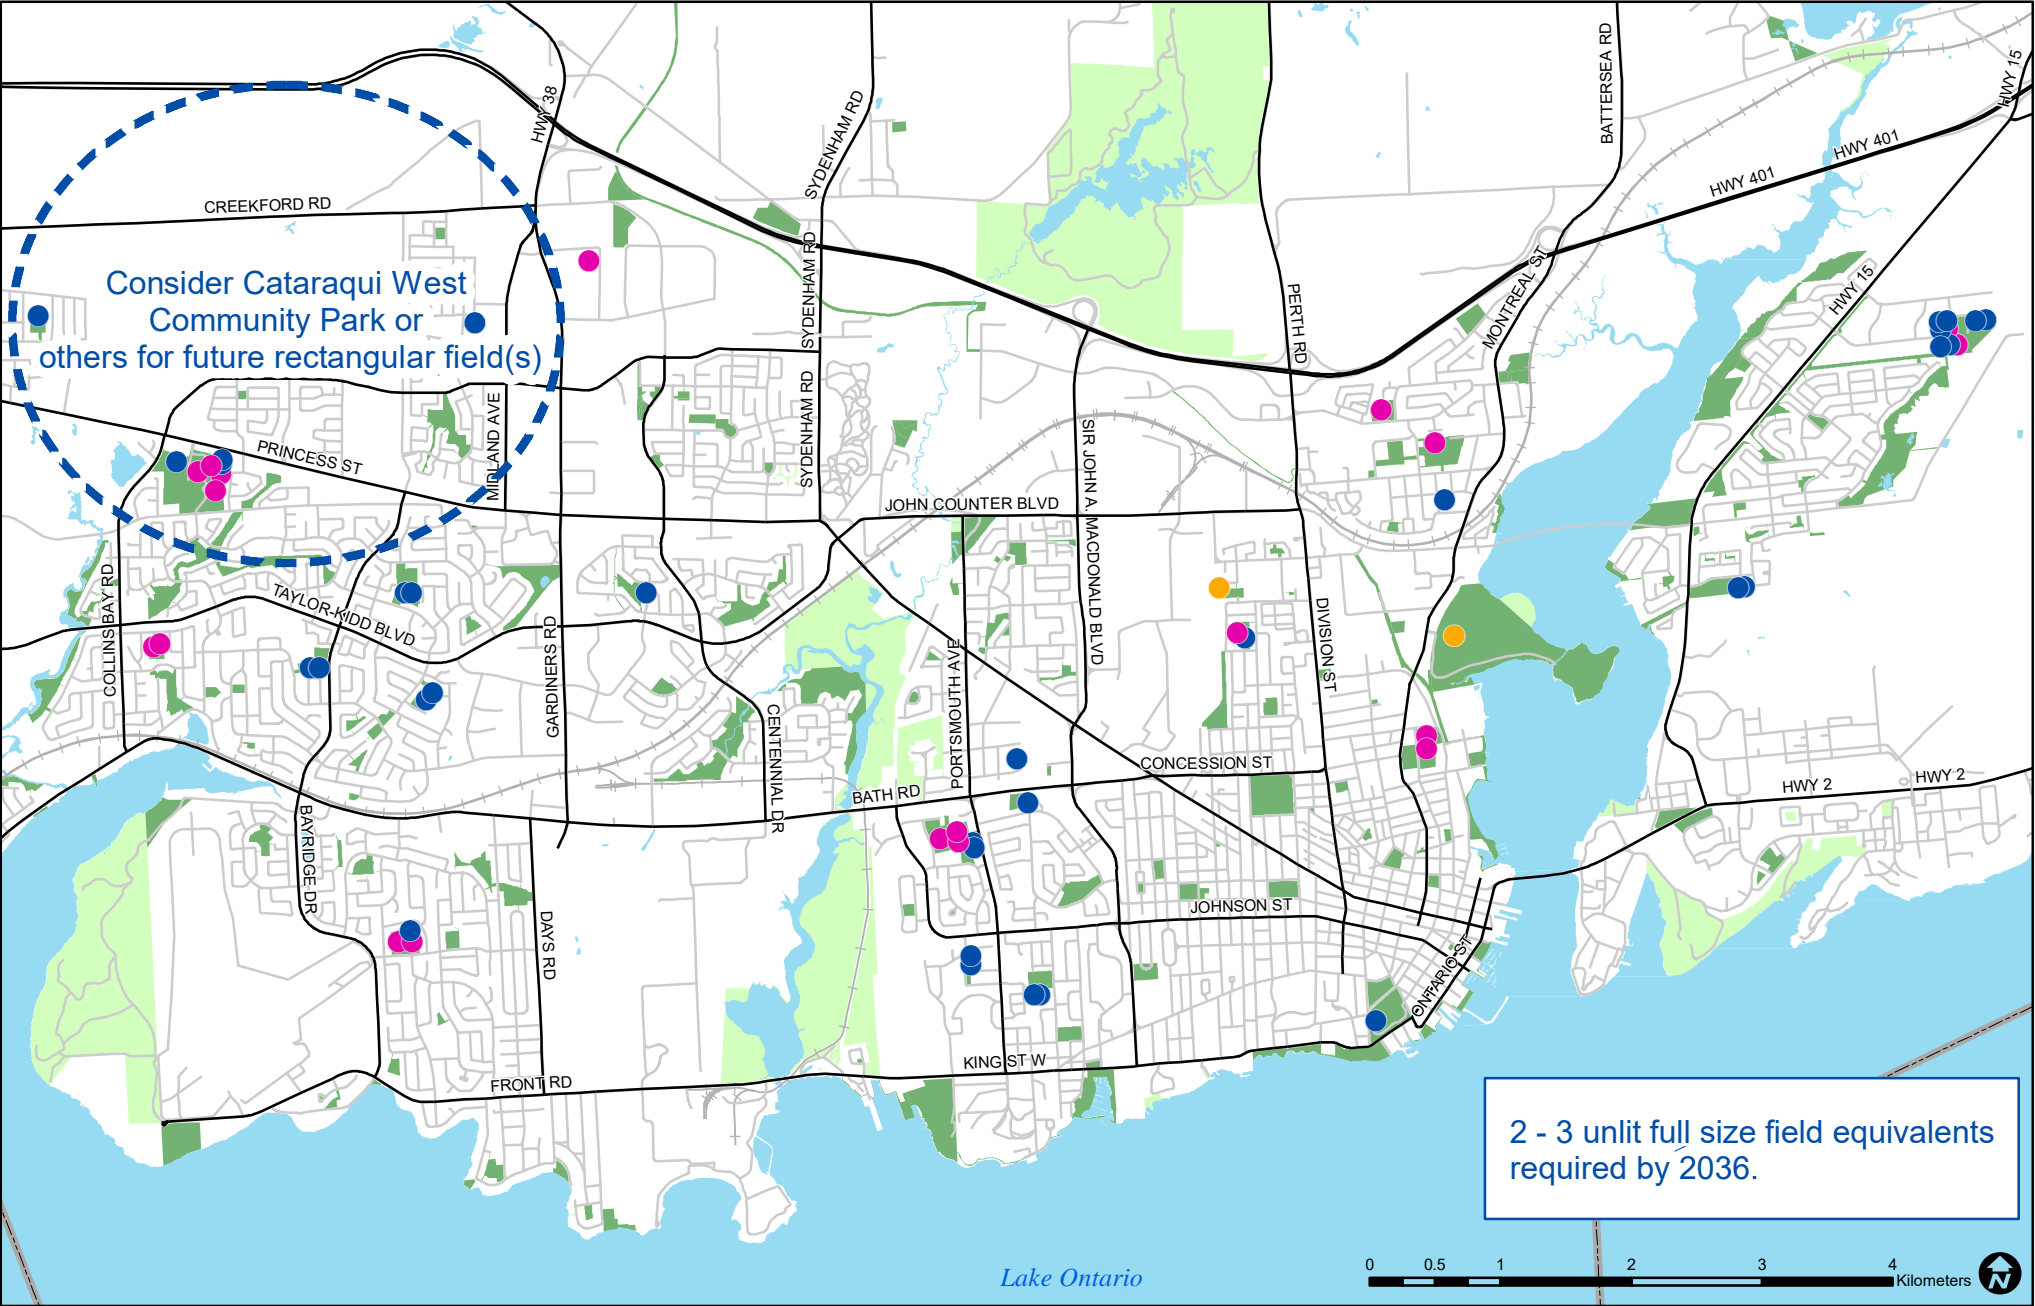 HWY 38
SYDENHAM RD
BATTERSEA RD
HWY 15
HWY 401
HWY 401
CREEKFORD RD
SYDENHAM RD
PERTH RD
MONTREAL ST
HWY 15
Consider Cataraqui West
Community Park or
others for future rectangular field(s)
MIDLAND AVE
SYDENHAM RD
PRINCESS ST
JOHN COUNTER BLVD
SIR JOHN A. MACDONALD BLVD
COLLINS BAY RD
TAYLOR-KIDD BLVD
GARDINERS RD
CENTENNIAL DR
PORTSMOUTH AVE
DIVISION ST
CONCESSION ST
BATH RD
HWY 2
HWY 2
BAYRIDGE DR
DAYS RD
JOHNSON ST
ONTARIO ST
KING ST W
FRONT RD
2 - 3 unlit full size field equivalents
required by 2036.
Lake Ontario
0 0.5 1 2 3 4
Kilometers
N